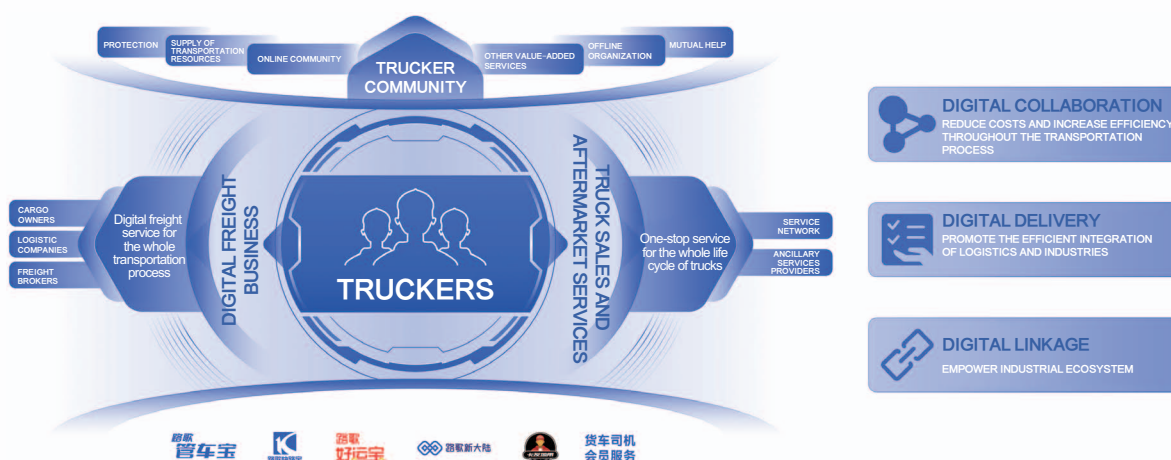 PROTECTION
SUPPLY OF
TRANSPORTATION
RESOURCES
ONLINE COMMUNITY
TRUCKER
COMMUNITY
OTHER VALUE-ADDED
SERVICES
OFFLINE
ORGANIZATION
MUTUAL HELP
CARGO
OWNERS
LOGISTIC
COMPANIES
FREIGHT
BROKERS
Digital freight
service for
the whole
transportation
process
DIGITAL FREIGHT
BUSINESS
TRUCKERS
TRUCK SALES AND
AFTERMARKET SERVICES
One-stop service
for the whole life
cycle of trucks
SERVICE
NETWORK
ANCILLARY
SERVICES
PROVIDERS
DIGITAL COLLABORATION
REDUCE COSTS AND INCREASE EFFICIENCY
THROUGHOUT THE TRANSPORTATION
PROCESS
DIGITAL DELIVERY
PROMOTE THE EFFICIENT INTEGRATION
OF LOGISTICS AND INDUSTRIES
DIGITAL LINKAGE
EMPOWER INDUSTRIAL ECOSYSTEM
路歌
管车宝
路歌
好运宝
路歌新大陆
货车司机
会员服务